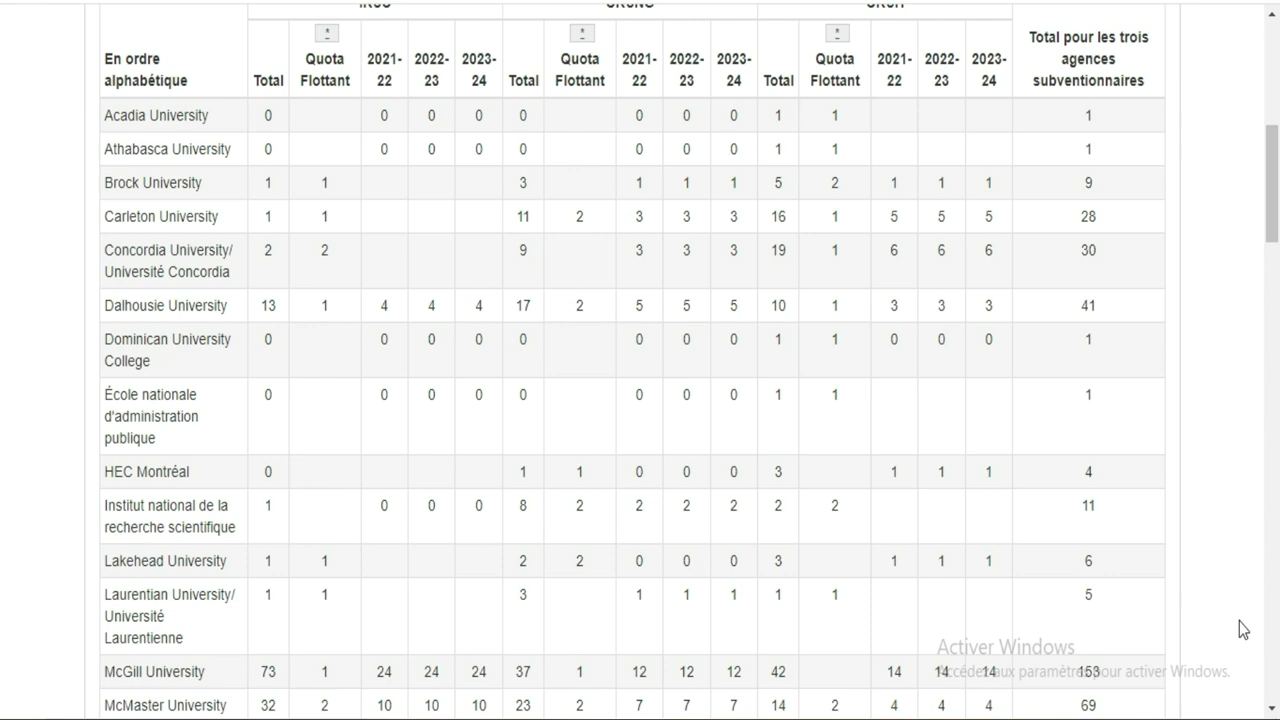 * * *
Total pour les trois
En ordre Quota 2021- 2022- 2023- Quota 2021- 2022- 2023- Quota 2021- 2022- 2023- agences
alphabétique Total Flottant 22 23 24 Total Flottant 22 23 24 Total Flottant 22 23 24 subventionnaires
Acadia University 0 0 0 0 0 0 0 0 1 1 1
Athabasca University 0 0 0 0 0 0 0 0 1 1 1
Brock University 1 1 3 1 1 1 5 2 1 1 1 9
Carleton University 1 1 11 2 3 3 3 16 1 5 5 5 28
Concordia University/ 2 2 9 3 3 3 19 1 6 6 6 30
Université Concordia
Dalhousie University 13 1 4 4 4 17 2 5 5 5 10 1 3 3 3 41
Dominican University 0 0 0 0 0 0 0 0 1 1 0 0 0 1
College
École nationale 0 0 0 0 0 0 0 0 1 1 1
d'administration
publique
HEC Montréal 0 1 1 0 0 0 3 1 1 1 4
Institut national de la 1 0 0 0 8 2 2 2 2 2 2 11
recherche scientifique
Lakehead University 1 1 2 2 0 0 0 3 1 1 1 6
Laurentian University/ 1 1 3 1 1 1 1 1 5
Université
Laurentienne
Activer Windows
McGill University 73 1 24 24 24 37 1 12 12 12 42 14 14 14 153
Accédez aux paramètres pour activer Windows.
McMaster University 32 2 10 10 10 23 2 7 7 7 14 2 4 4 4 69